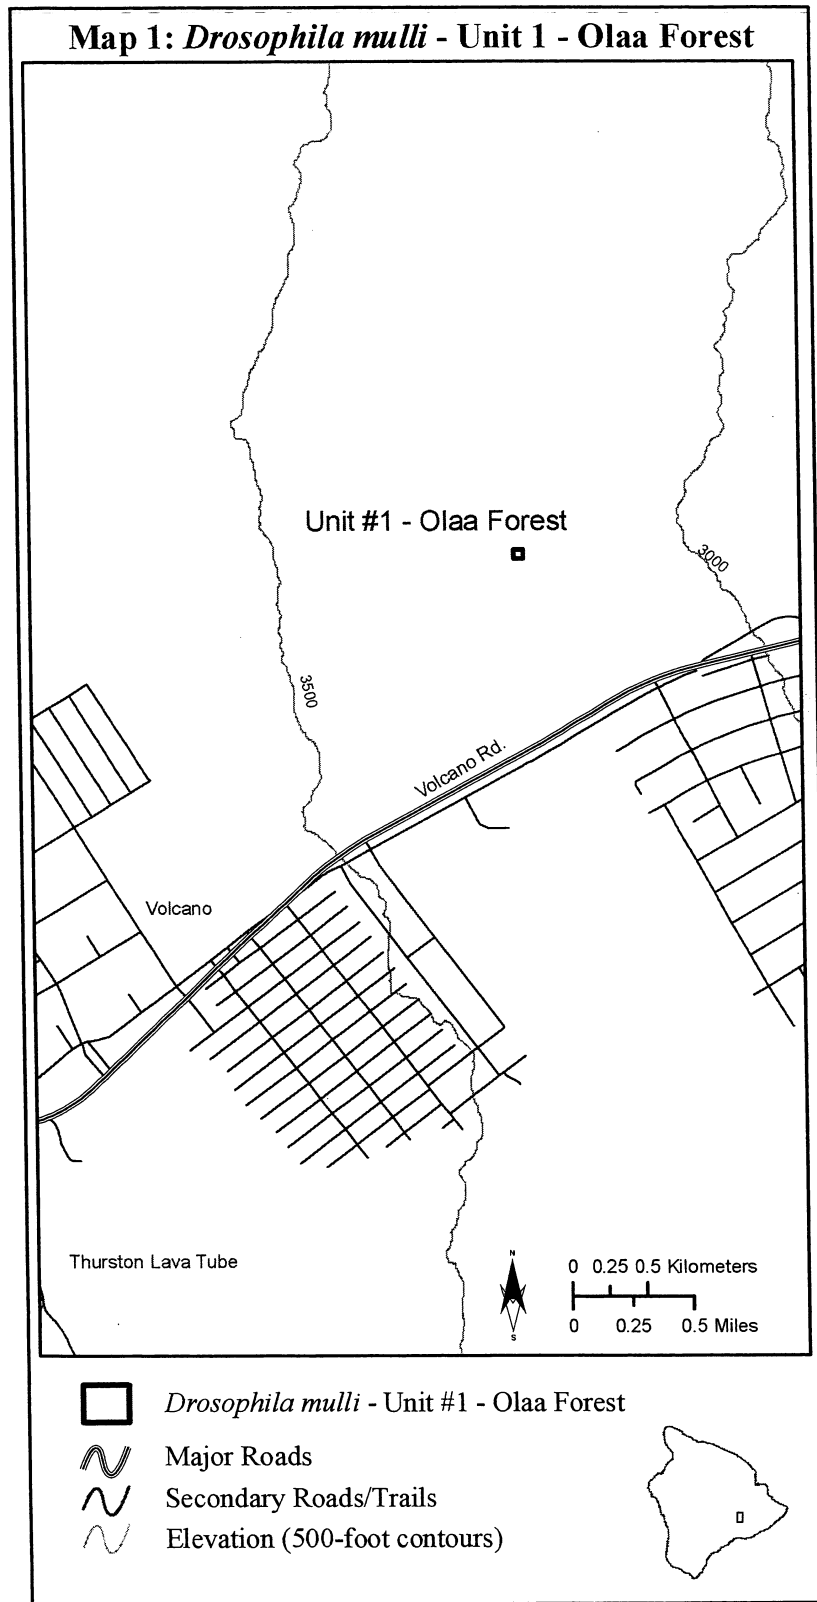 Map 1: Drosophila mulli - Unit 1 - Olaa Forest
Unit #1 - Olaa Forest
3000
3500
Volcano Rd.
Volcano
Thurston Lava Tube
N
S
0 0.25 0.5 Kilometers
0 0.25 0.5 Miles
Drosophila mulli - Unit #1 - Olaa Forest
Major Roads
Secondary Roads/Trails
Elevation (500-foot contours)